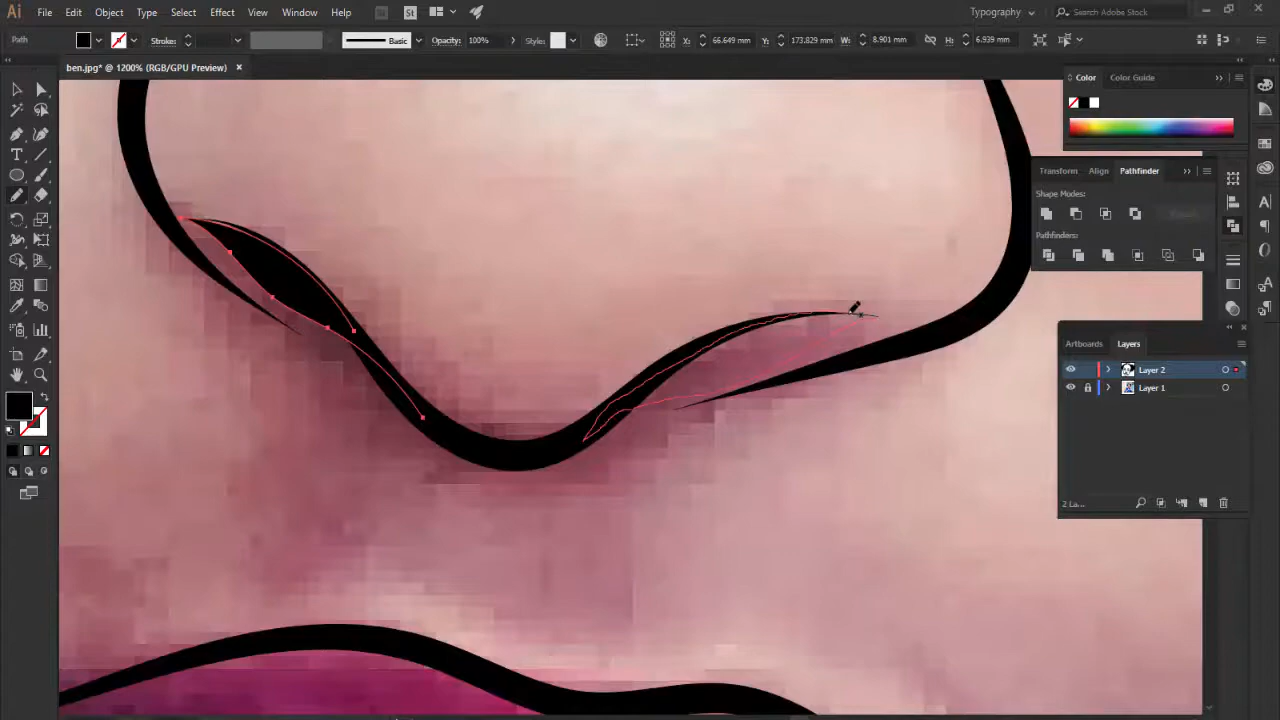 Ai File Edit Object Type Select Effect View Window Help St Typography Search Adobe Stock
Path Stroke: Basic Opacity: 100% Style: X: 66.649 mm Y: 173.829 mm W: 8.901 mm H: 6.939 mm
ben.jpg* @ 1200% (RGB/GPU Preview) ×
Color Color Guide
Transform Align Pathfinder
Shape Modes:
Pathfinders:
Artboards Layers
Layer 2
Layer 1
2 La...